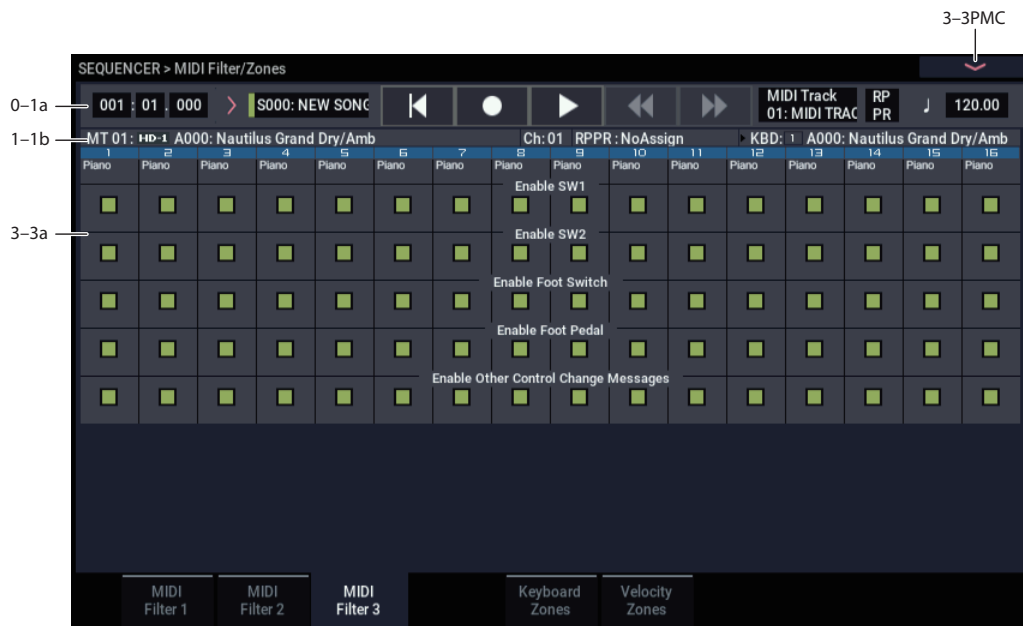 3–3PMC
SEQUENCER > MIDI Filter/Zones
0–1a
001 : 01 . 000
S000: NEW SONG
MIDI Track
01: MIDI TRAC
RP
PR
♩ 120.00
1–1b
MT 01: HD-1 A000: Nautilus Grand Dry/Amb Ch: 01 RPPR : NoAssign KBD: 1 A000: Nautilus Grand Dry/Amb
1 2 3 4 5 6 7 8 9 10 11 12 13 14 15 16
Piano Piano Piano Piano Piano Piano Piano Piano Piano Piano Piano Piano Piano Piano Piano Piano
Enable SW1
3–3a
Enable SW2
Enable Foot Switch
Enable Foot Pedal
Enable Other Control Change Messages
MIDI
Filter 1
MIDI
Filter 2
MIDI
Filter 3
Keyboard
Zones
Velocity
Zones